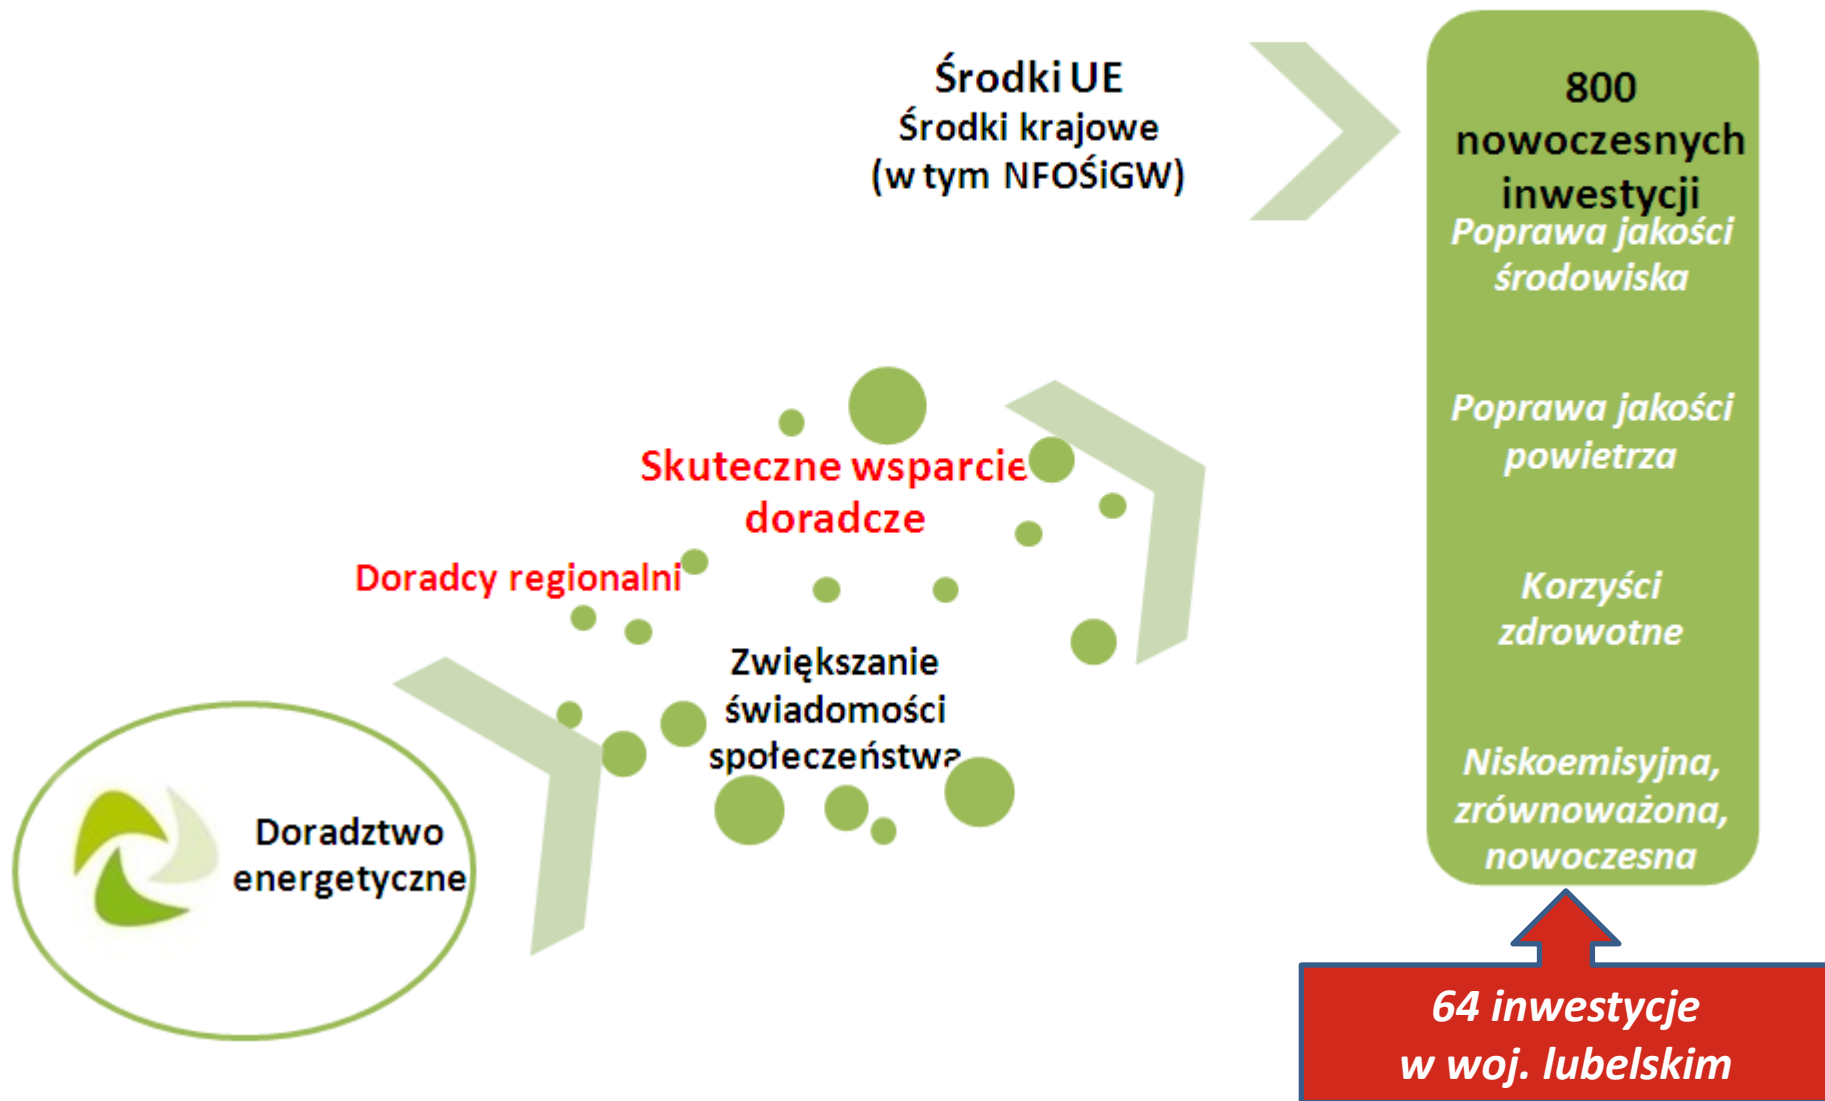 Środki UE
Środki krajowe
(w tym NFOŚiGW)
800
nowoczesnych
inwestycji
Poprawa jakości
środowiska
Poprawa jakości
powietrza
Korzyści
zdrowotne
Niskoemisyjna,
zrównoważona,
nowoczesna
Skuteczne wsparcie
doradcze
Doradcy regionalni
Zwiększanie
świadomości
społeczeństwa
Doradztwo
energetyczne
64 inwestycje
w woj. lubelskim